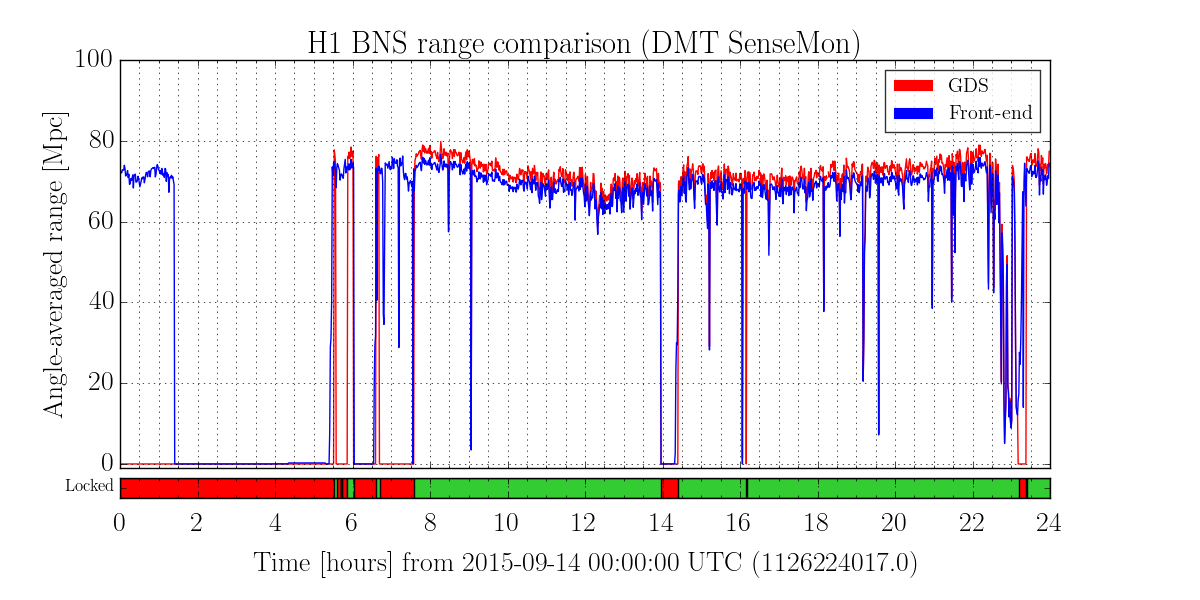 H1 BNS range comparison (DMT SenseMon)
GDS
Front-end
Angle-averaged range [Mpc]
100
80
60
40
20
0
Locked
0 2 4 6 8 10 12 14 16 18 20 22 24
Time [hours] from 2015-09-14 00:00:00 UTC (1126224017.0)